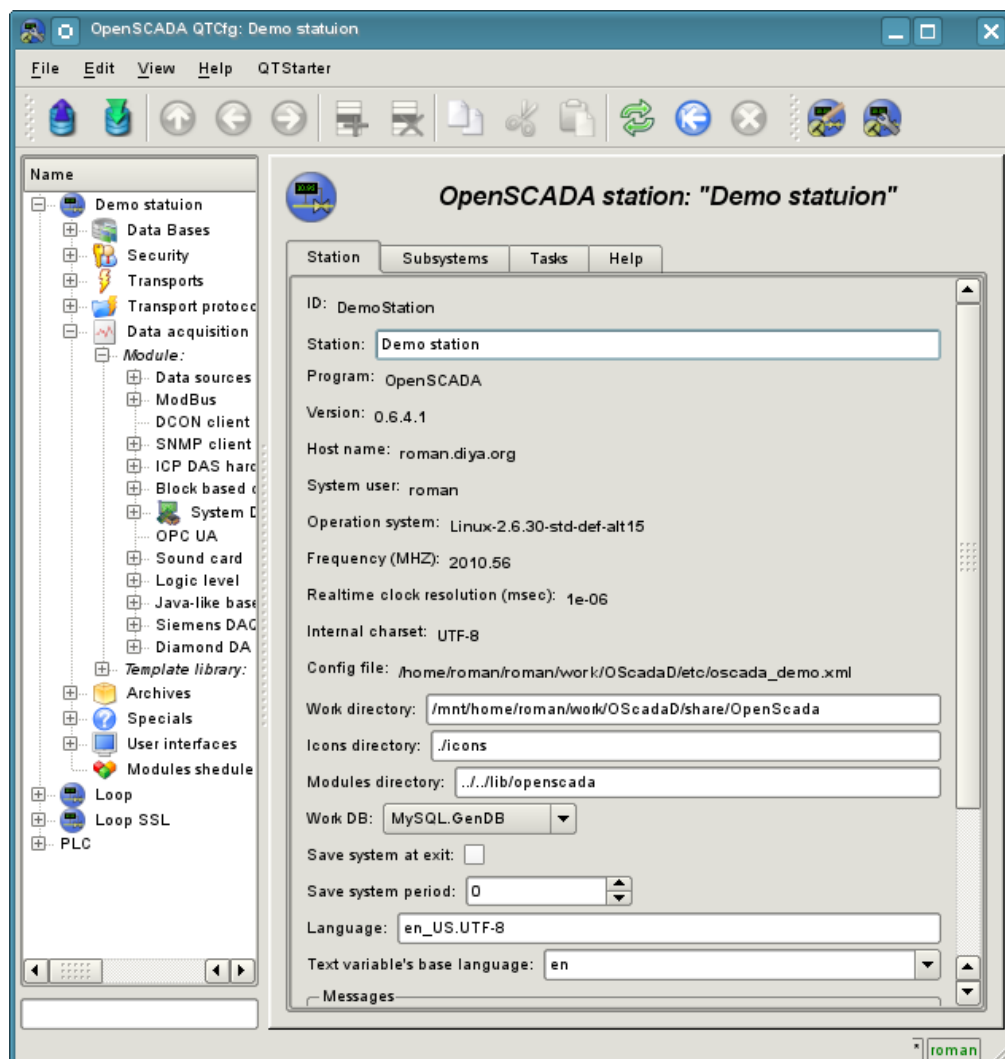 OpenSCADA QTCfg: Demo statuion
File Edit View Help QTStarter
Name
Demo statuion
Data Bases
Security
Transports
Transport protoc
Data acquisition
Module:
Data sources
ModBus
DCON client
SNMP client
ICP DAS hard
Block based c
System D
OPC UA
Sound card
Logic level
Java-like base
Siemens DAQ
Diamond DA
Template library:
Archives
Specials
User interfaces
Modules shedule
Loop
Loop SSL
PLC
OpenSCADA station: "Demo statuion"
Station Subsystems Tasks Help
ID: DemoStation
Station: Demo station
Program: OpenSCADA
Version: 0.6.4.1
Host name: roman.diya.org
System user: roman
Operation system: Linux-2.6.30-std-def-alt15
Frequency (MHZ): 2010.56
Realtime clock resolution (msec): 1e-06
Internal charset: UTF-8
Config file: /home/roman/roman/work/OScadaD/etc/oscada_demo.xml
Work directory: /mnt/home/roman/work/OScadaD/share/OpenScada
Icons directory: ./icons
Modules directory: ../../lib/openscada
Work DB: MySQL.GenDB
Save system at exit:
Save system period: 0
Language: en_US.UTF-8
Text variable's base language: en
Messages
* roman